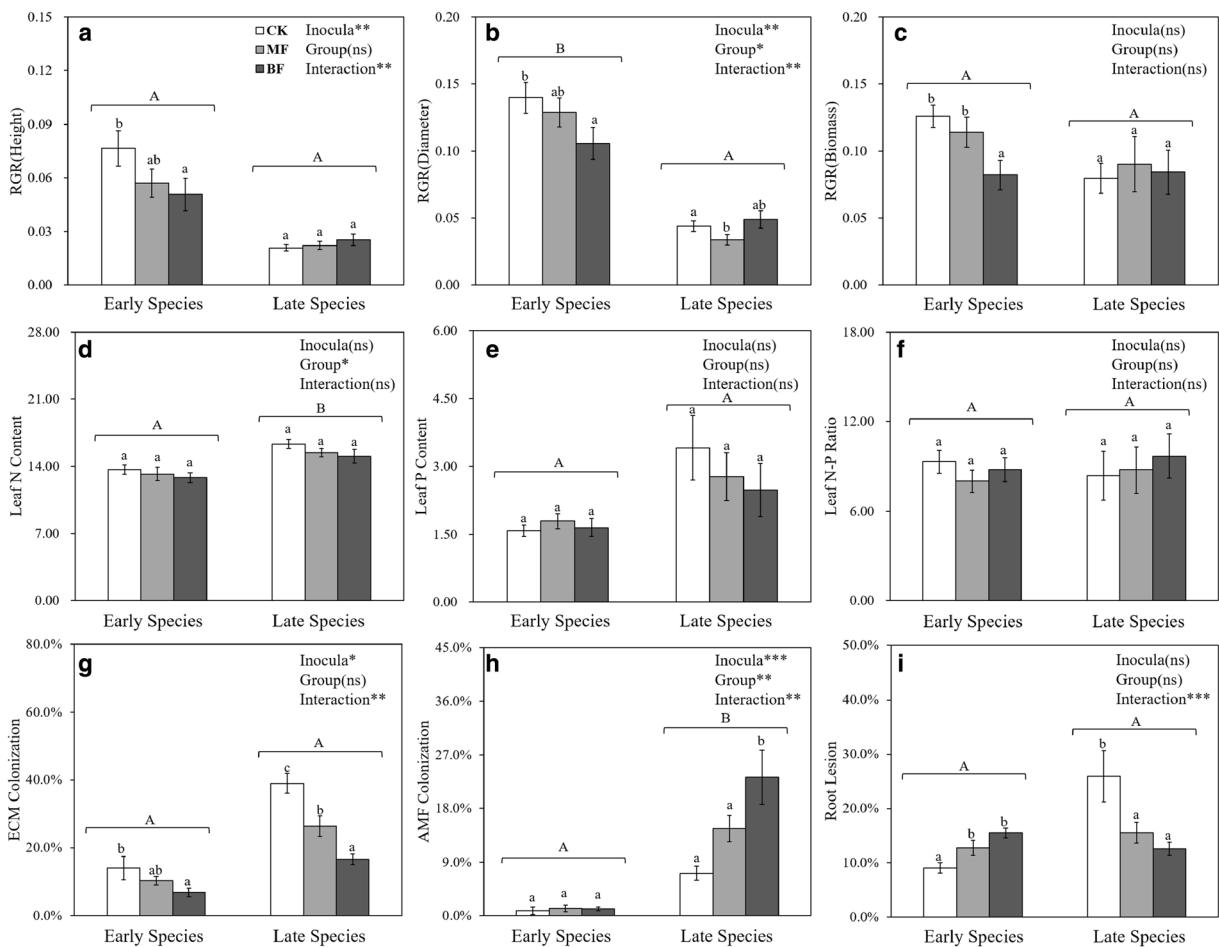 a
0.15
0.12
0.09
0.06
0.03
0.00
RGR(Height)
CK Inocula**
MF Group(ns)
BF Interaction**
A
b
ab
a
A
a
a
a
Early Species
Late Species
b
0.20
0.15
0.10
0.05
0.00
RGR(Diameter)
Inocula**
Group*
Interaction**
B
b
ab
a
A
a
b
ab
Early Species
Late Species
c
0.20
0.15
0.10
0.05
0.00
RGR(Biomass)
Inocula(ns)
Group(ns)
Interaction(ns)
A
b
b
a
A
a
a
a
Early Species
Late Species
d
28.00
21.00
14.00
7.00
0.00
Leaf N Content
Inocula(ns)
Group*
Interaction(ns)
A
a
a
a
B
a
a
a
Early Species
Late Species
e
6.00
4.50
3.00
1.50
0.00
Leaf P Content
Inocula(ns)
Group(ns)
Interaction(ns)
A
a
a
a
A
a
a
a
Early Species
Late Species
f
18.00
12.00
6.00
0.00
Leaf N-P Ratio
Inocula(ns)
Group(ns)
Interaction(ns)
A
a
a
a
A
a
a
a
Early Species
Late Species
g
80.0%
60.0%
40.0%
20.0%
0.0%
ECM Colonization
Inocula*
Group(ns)
Interaction**
A
b
ab
a
A
c
b
a
Early Species
Late Species
h
45.0%
36.0%
27.0%
18.0%
9.0%
0.0%
AMF Colonization
Inocula***
Group**
Interaction**
A
a
a
a
B
a
a
b
Early Species
Late Species
i
50.0%
40.0%
30.0%
20.0%
10.0%
0.0%
Root Lesion
Inocula(ns)
Group(ns)
Interaction***
A
a
b
b
A
b
a
a
Early Species
Late Species